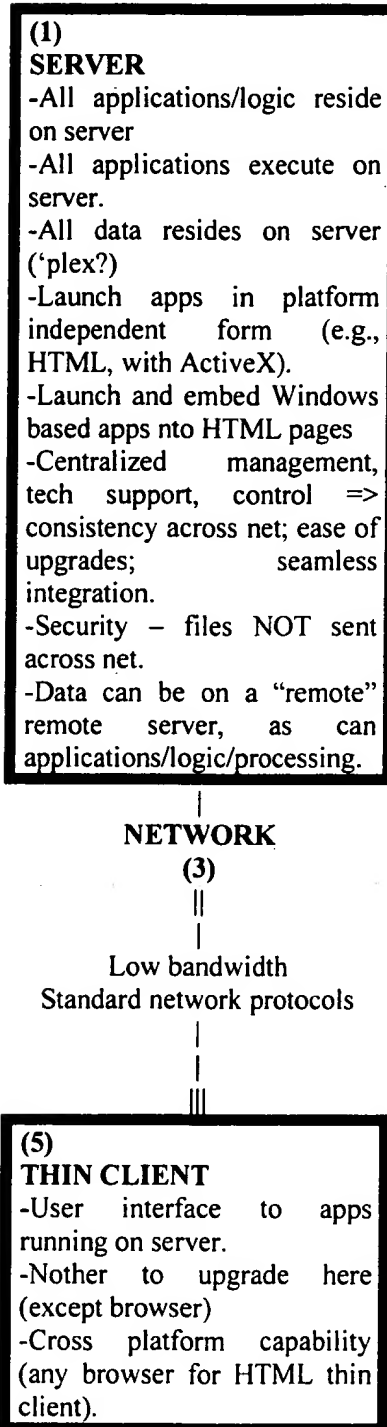 (1)
SERVER
-All applications/logic reside
on server
-All applications execute on
server.
-All data resides on server
(‘plex?)
-Launch apps in platform
independent form (e.g.,
HTML, with ActiveX).
-Launch and embed Windows
based apps nto HTML pages
-Centralized management,
tech support, control =>
consistency across net; ease of
upgrades; seamless
integration.
-Security – files NOT sent
across net.
-Data can be on a “remote”
remote server, as can
applications/logic/processing.
NETWORK
(3)
Low bandwidth
Standard network protocols
(5)
THIN CLIENT
-User interface to apps
running on server.
-Nother to upgrade here
(except browser)
-Cross platform capability
(any browser for HTML thin
client).